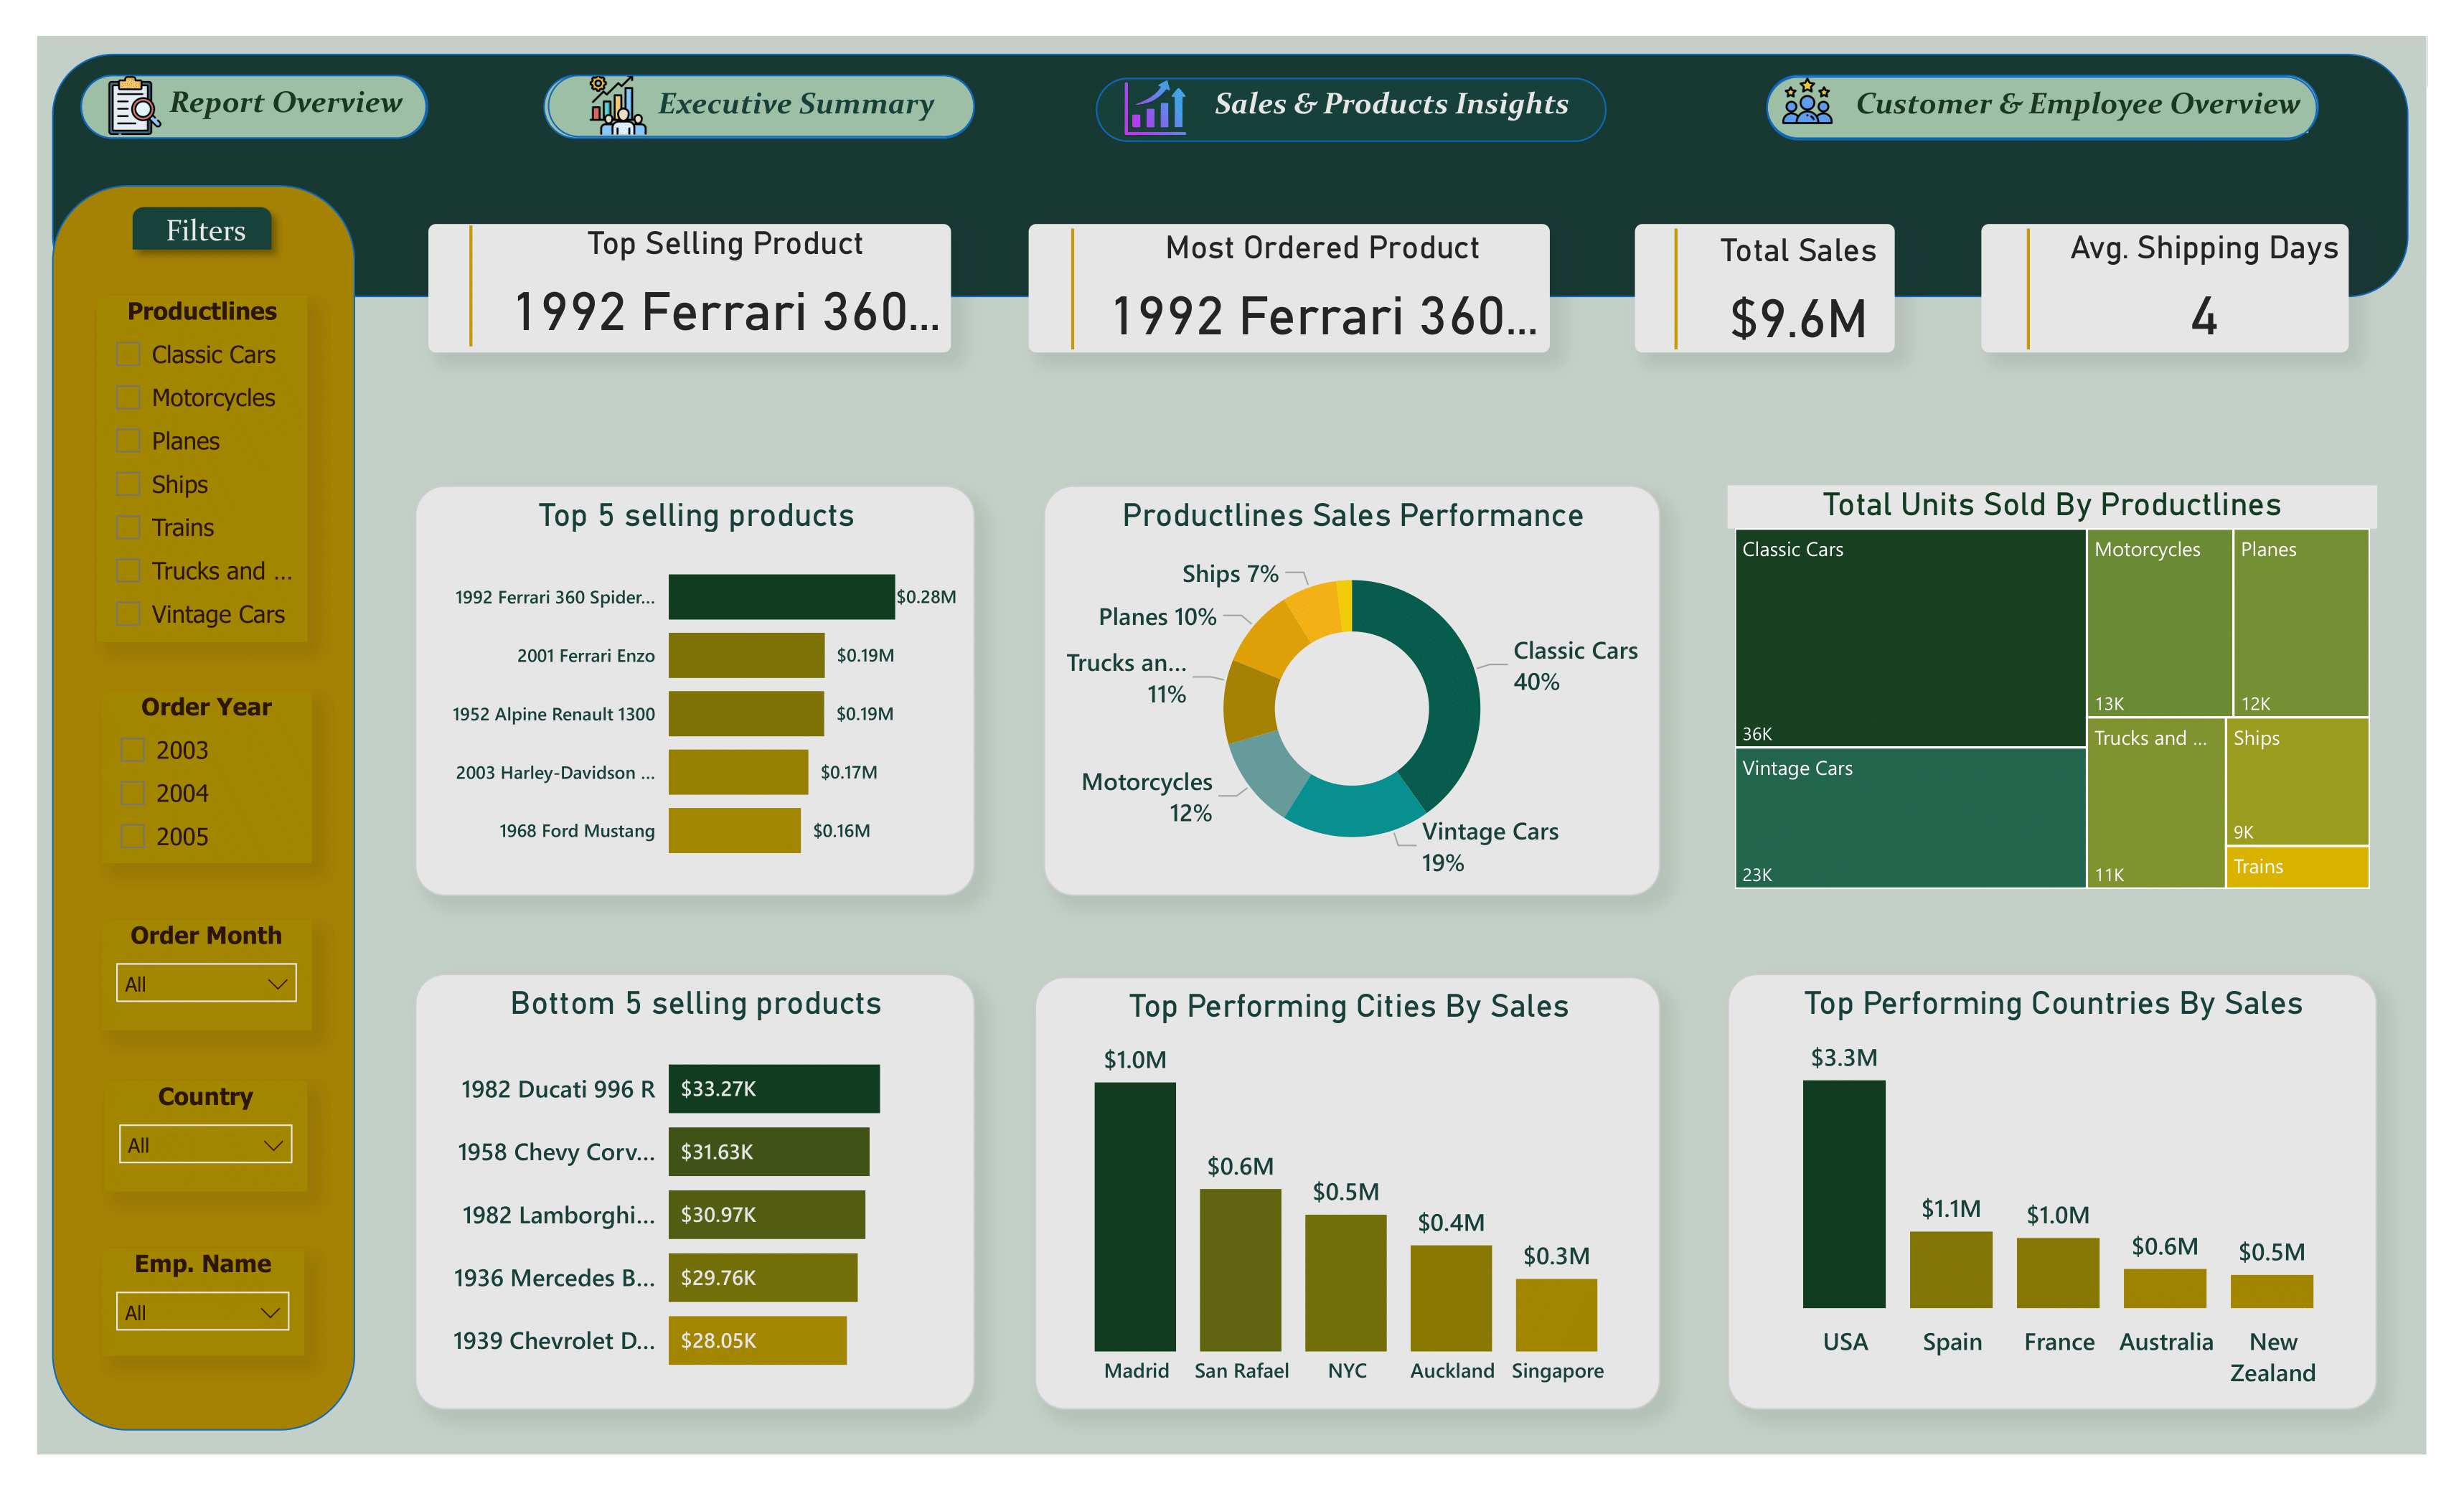 Report Overview
Executive Summary
Sales & Products Insights
Customer & Employee Overview
Filters
Productlines
Classic Cars
Motorcycles
Planes
Ships
Trains
Trucks and ...
Vintage Cars
Order Year
2003
2004
2005
Order Month
All
Country
All
Emp. Name
All
Top Selling Product
1992 Ferrari 360...
Most Ordered Product
1992 Ferrari 360...
Total Sales
$9.6M
Avg. Shipping Days
4
Top 5 selling products
1992 Ferrari 360 Spider... $0.28M
2001 Ferrari Enzo $0.19M
1952 Alpine Renault 1300 $0.19M
2003 Harley-Davidson ... $0.17M
1968 Ford Mustang $0.16M
Productlines Sales Performance
Ships 7%
Planes 10%
Trucks an...
11%
Motorcycles
12%
Classic Cars
40%
Vintage Cars
19%
Total Units Sold By Productlines
Classic Cars
36K
Vintage Cars
23K
Motorcycles
13K
Planes
12K
Trucks and ...
11K
Ships
9K
Trains
Bottom 5 selling products
1982 Ducati 996 R $33.27K
1958 Chevy Corv... $31.63K
1982 Lamborghi... $30.97K
1936 Mercedes B... $29.76K
1939 Chevrolet D... $28.05K
Top Performing Cities By Sales
$1.0M
$0.6M
$0.5M
$0.4M
$0.3M
Madrid San Rafael NYC Auckland Singapore
Top Performing Countries By Sales
$3.3M
$1.1M
$1.0M
$0.6M
$0.5M
USA Spain France Australia New
Zealand